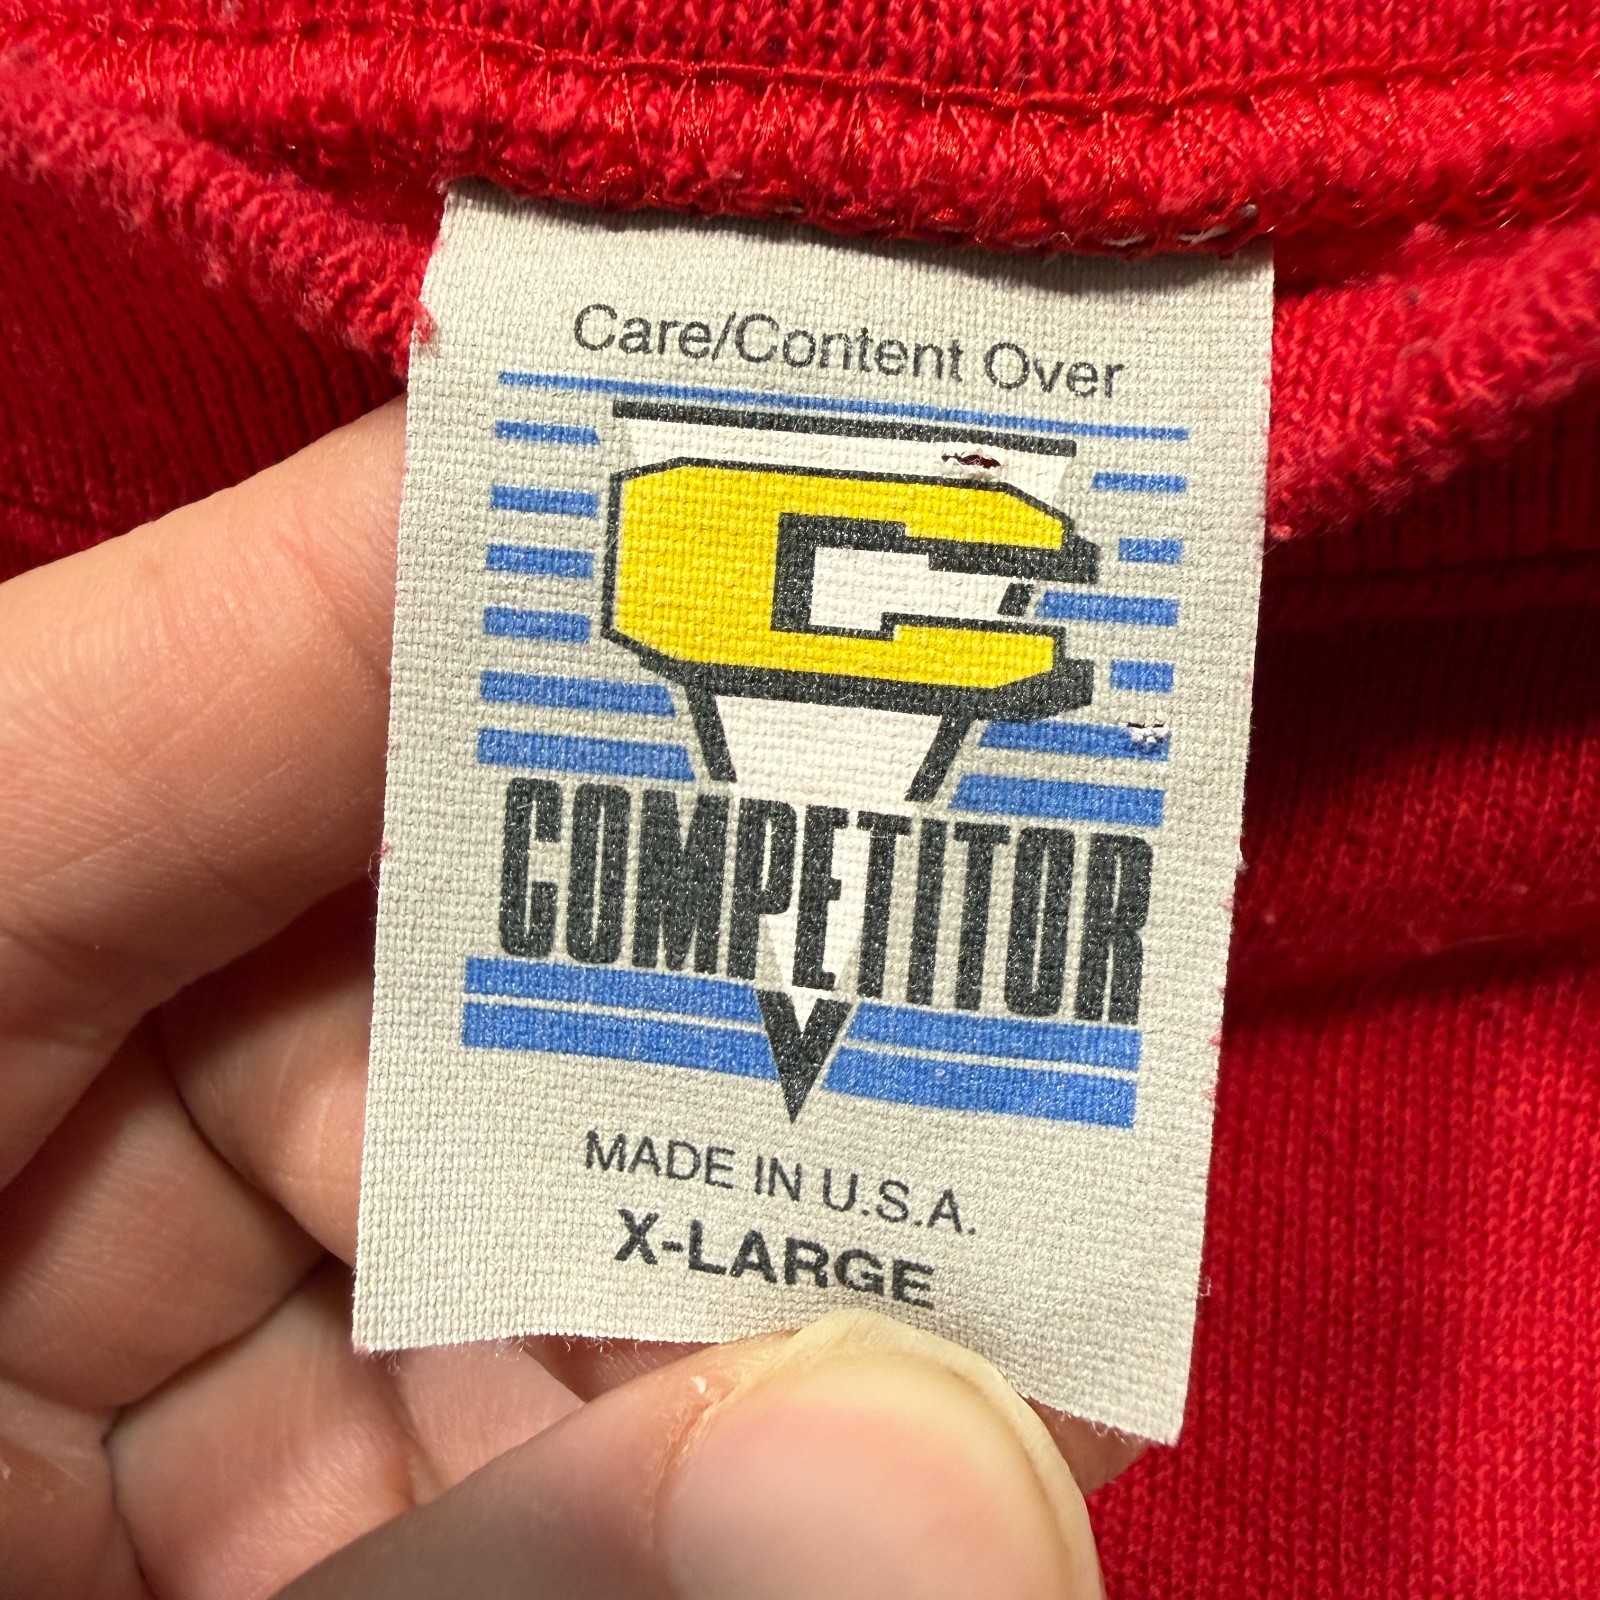 Care/Content Over
C
COMPETITOR
MADE IN U.S.A.
X-LARGE